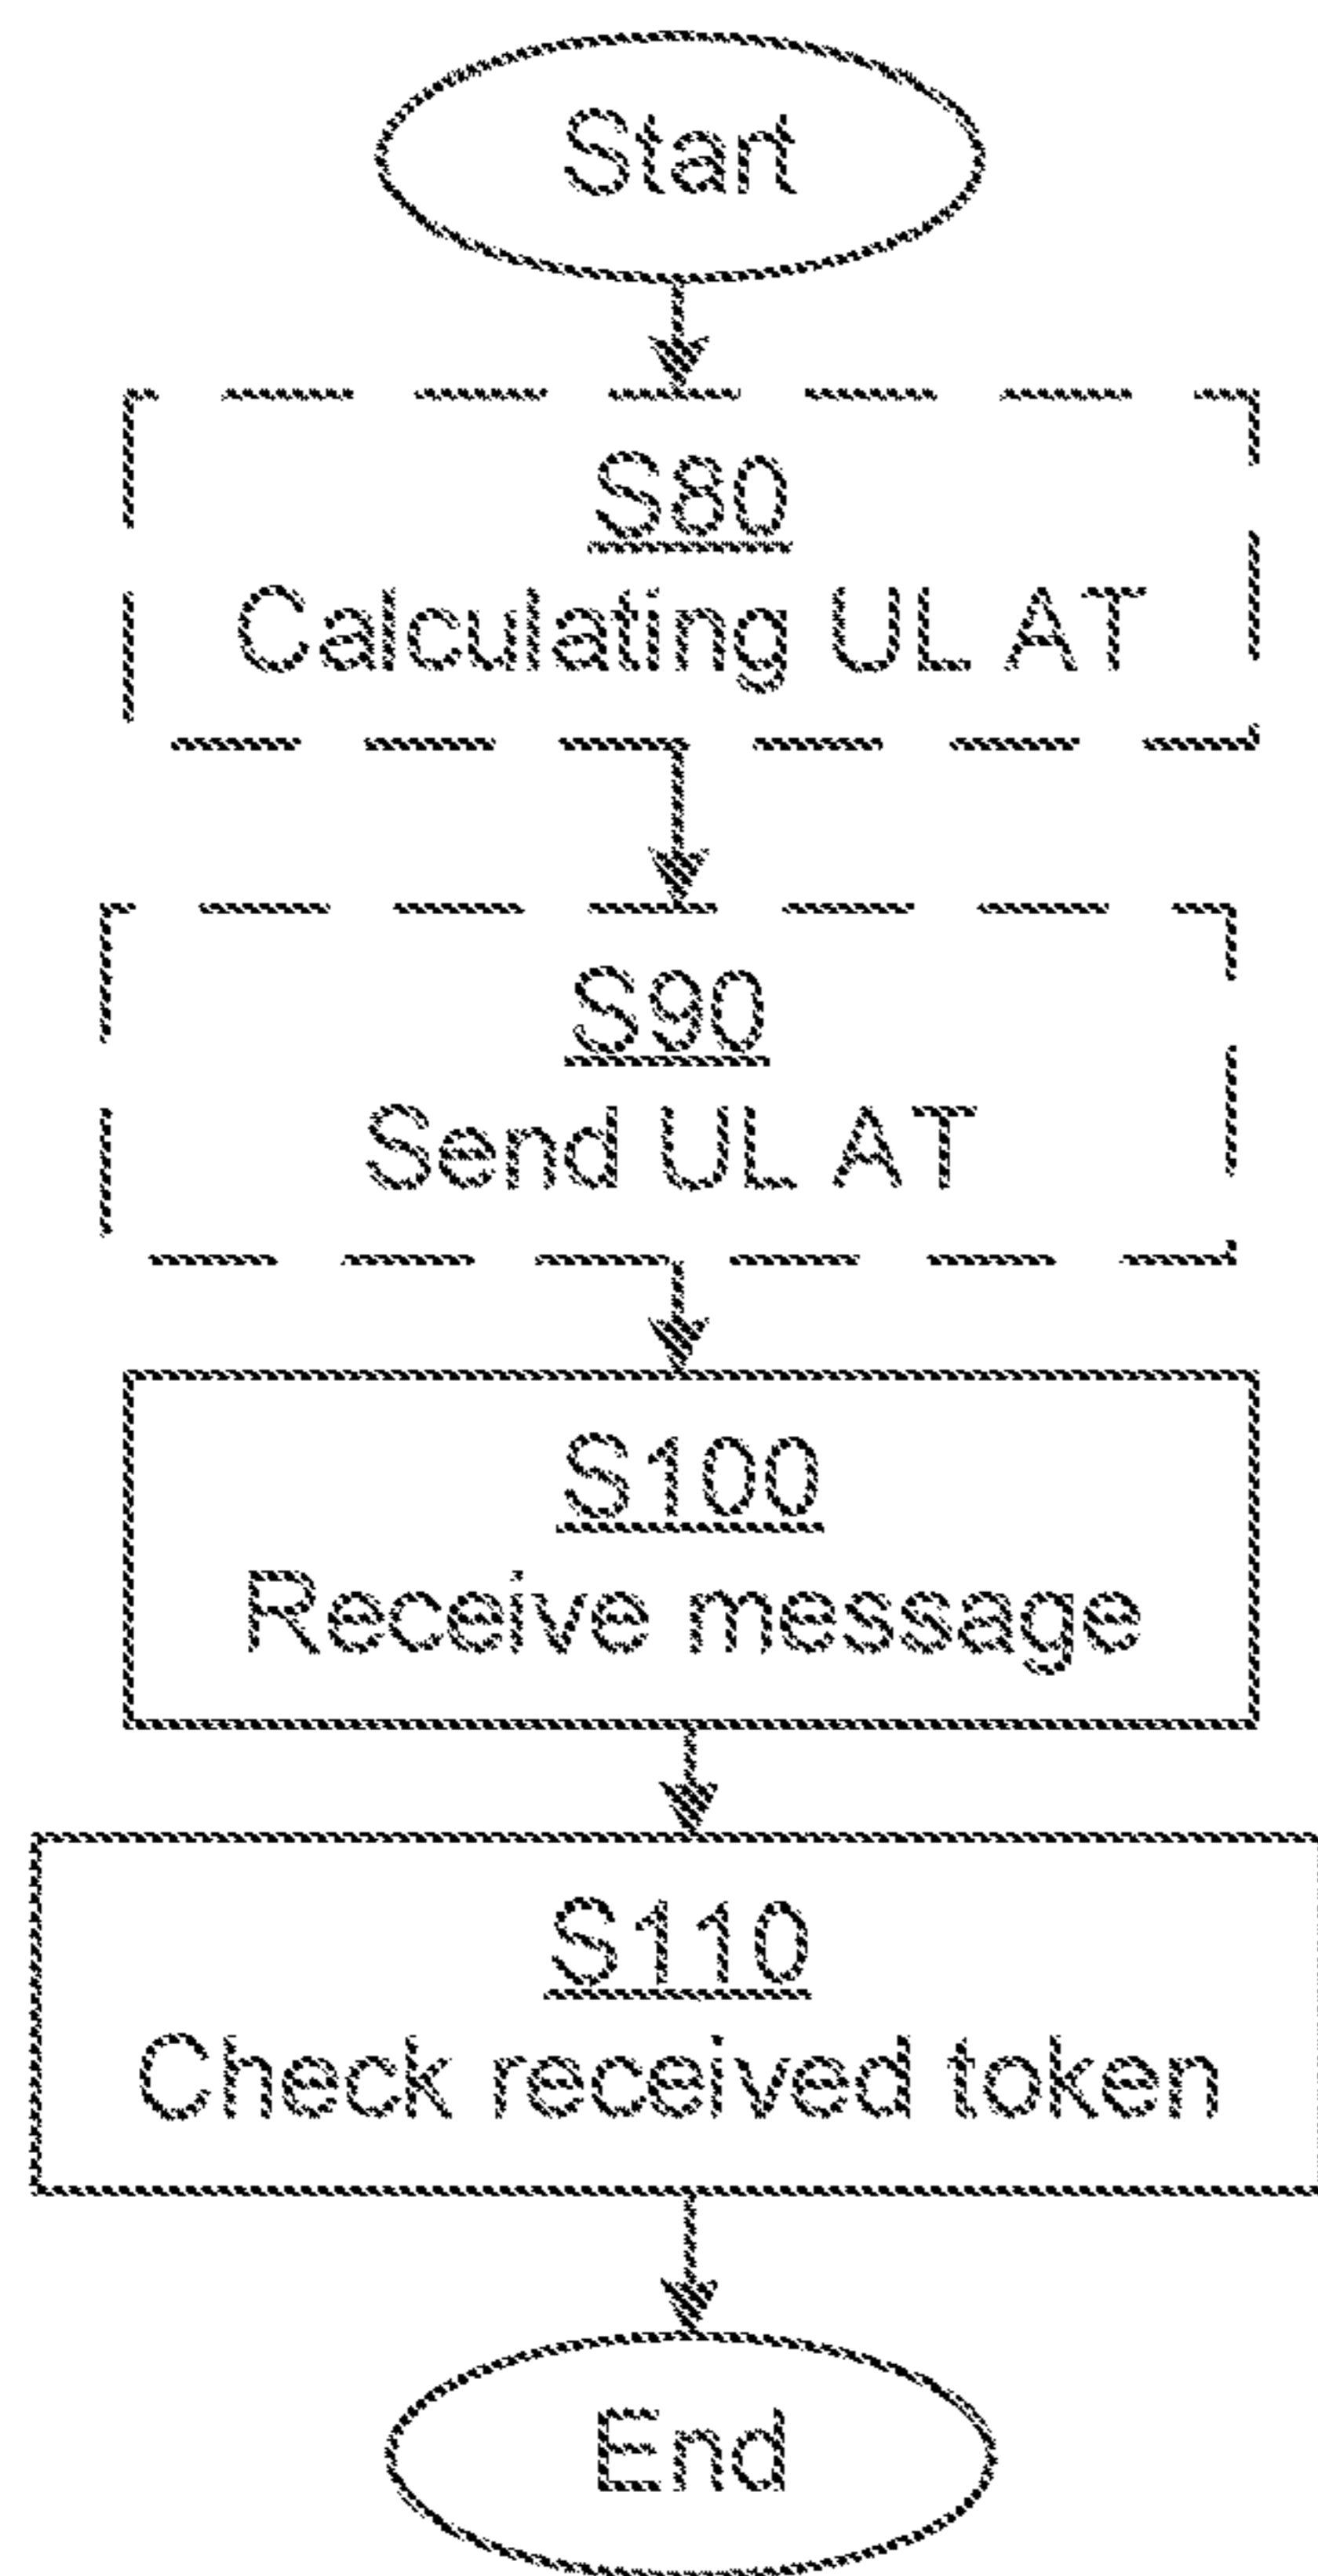 Start
S80
Calculating UL AT
S90
Send UL AT
S100
Receive message
S110
Check received token
End